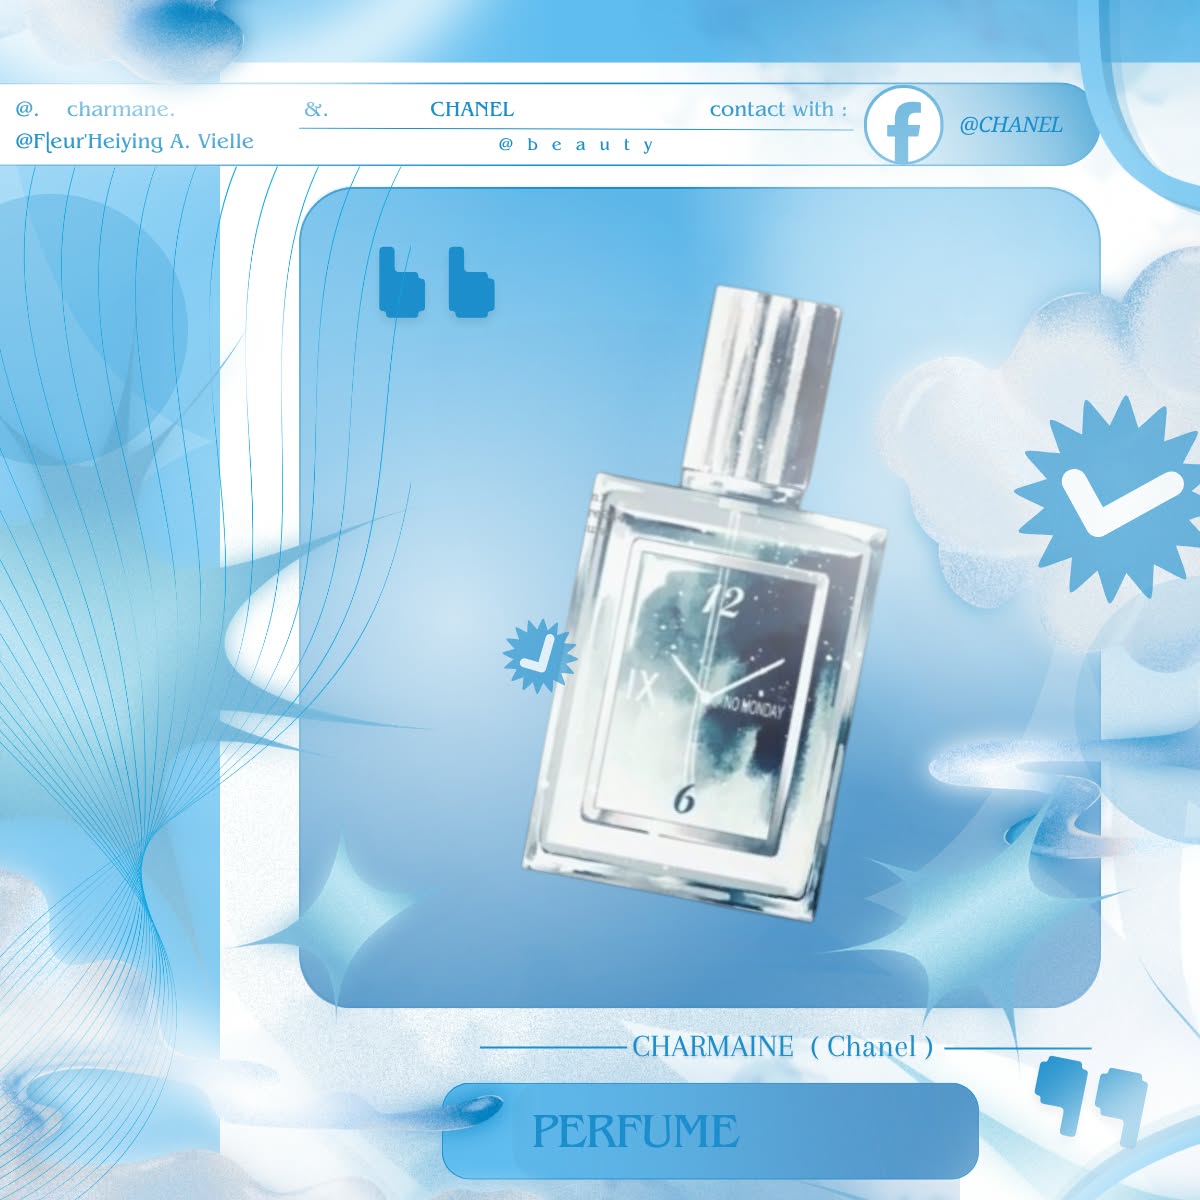 @. charmane. &. CHANEL contact with :
@CHANEL
@Fleur'Heiying A. Vielle @ b e a u t y
12
IX
NO MONDAY
6
CHARMAINE ( Chanel )
PERFUME